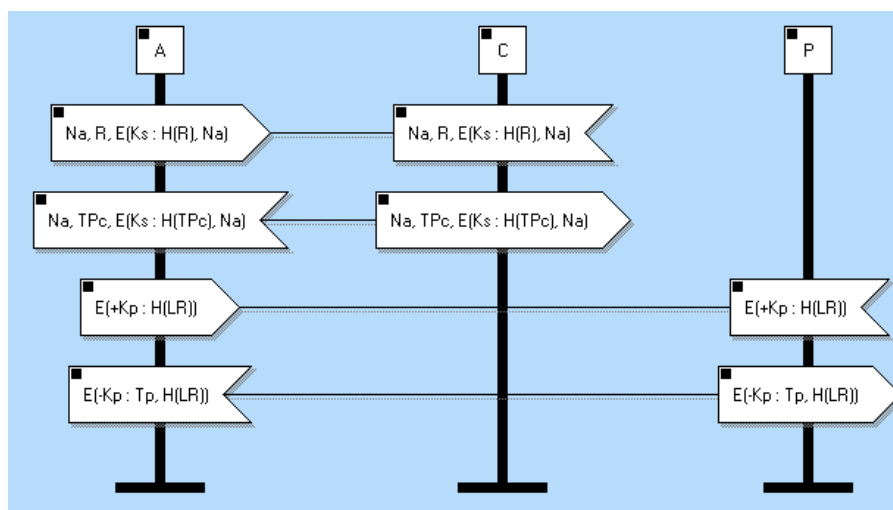 A
C
P
Na, R, E(Ks : H(R), Na)
Na, R, E(Ks : H(R), Na)
Na, TPc, E(Ks : H(TPc), Na)
Na, TPc, E(Ks : H(TPc), Na)
E(+Kp : H(LR))
E(+Kp : H(LR))
E(-Kp : Tp, H(LR))
E(-Kp : Tp, H(LR))